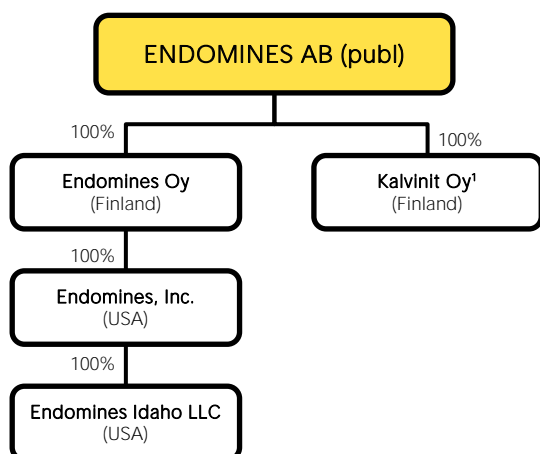 ENDOMINES AB (publ)
100%
100%
Endomines Oy
(Finland)
Kalvinit Oy¹
(Finland)
100%
Endomines, Inc.
(USA)
100%
Endomines Idaho LLC
(USA)